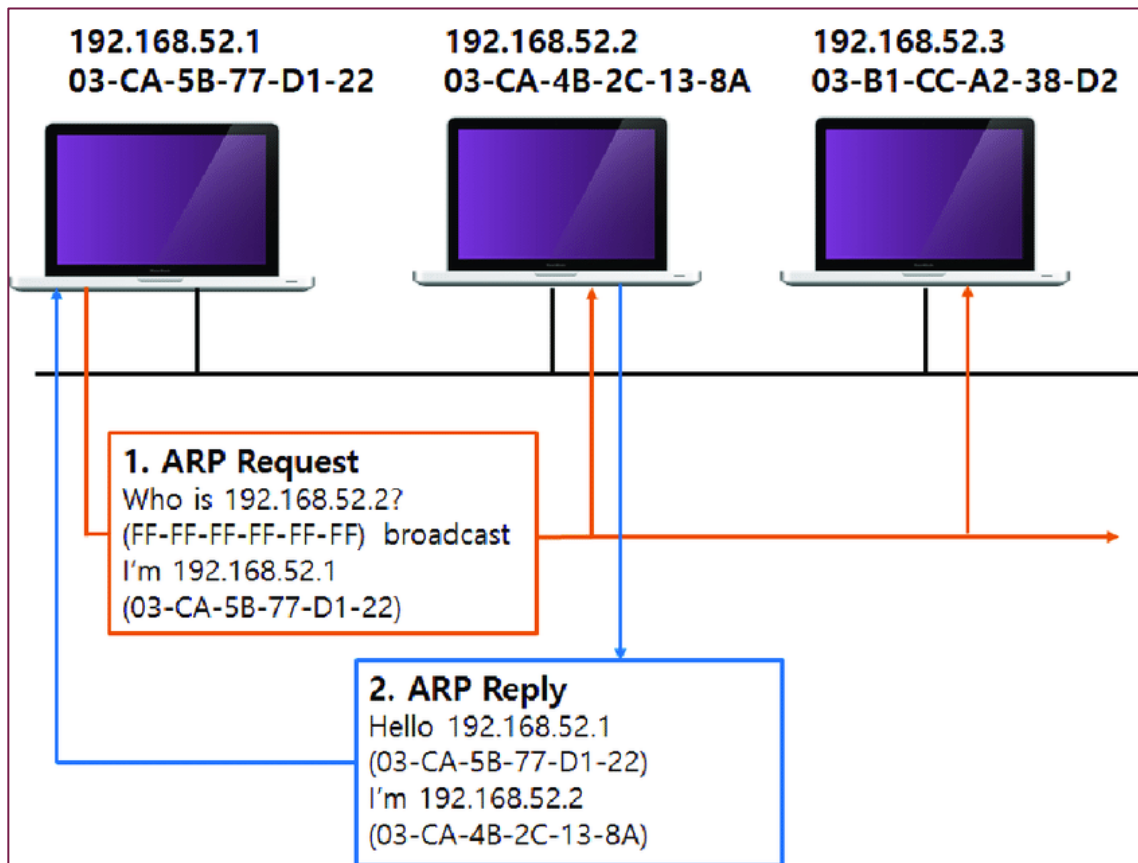 192.168.52.1
03-CA-5B-77-D1-22
192.168.52.2
03-CA-4B-2C-13-8A
192.168.52.3
03-B1-CC-A2-38-D2
1. ARP Request
Who is 192.168.52.2?
(FF-FF-FF-FF-FF-FF) broadcast
I'm 192.168.52.1
(03-CA-5B-77-D1-22)
2. ARP Reply
Hello 192.168.52.1
(03-CA-5B-77-D1-22)
I'm 192.168.52.2
(03-CA-4B-2C-13-8A)